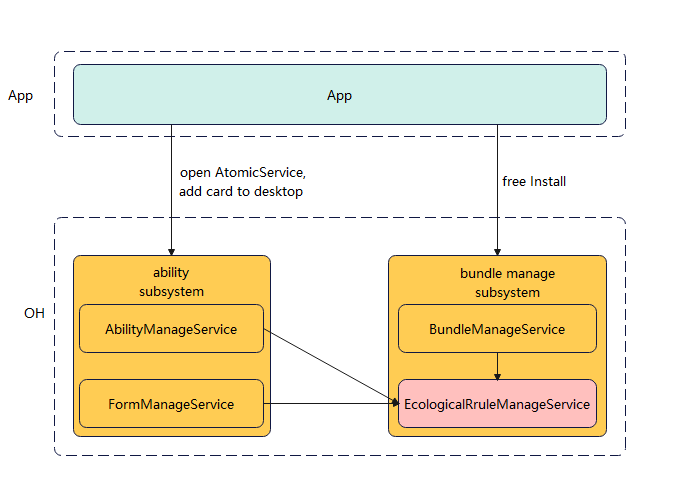 App
App
open AtomicService,
add card to desktop
free Install
OH
ability
subsystem
AbilityManageService
FormManageService
bundle manage
subsystem
BundleManageService
EcologicalRruleManageService